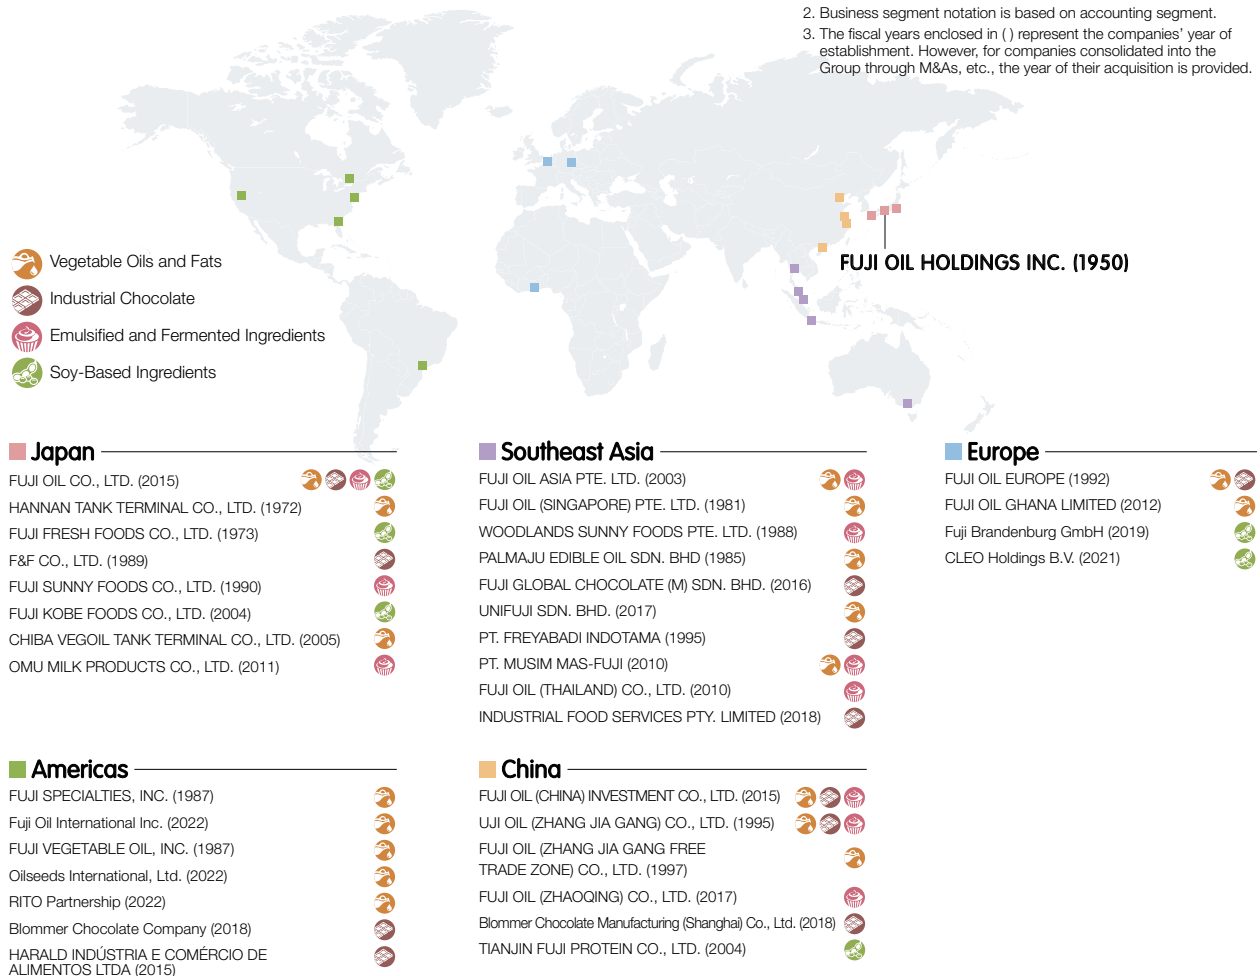 2. Business segment notation is based on accounting segment.
3. The fiscal years enclosed in ( ) represent the companies’ year of
establishment. However, for companies consolidated into the
Group through M&As, etc., the year of their acquisition is provided.
FUJI OIL HOLDINGS INC. (1950)
Vegetable Oils and Fats
Industrial Chocolate
Emulsified and Fermented Ingredients
Soy-Based Ingredients
Japan
FUJI OIL CO., LTD. (2015)
HANNAN TANK TERMINAL CO., LTD. (1972)
FUJI FRESH FOODS CO., LTD. (1973)
F&F CO., LTD. (1989)
FUJI SUNNY FOODS CO., LTD. (1990)
FUJI KOBE FOODS CO., LTD. (2004)
CHIBA VEGOIL TANK TERMINAL CO., LTD. (2005)
OMU MILK PRODUCTS CO., LTD. (2011)
Southeast Asia
FUJI OIL ASIA PTE. LTD. (2003)
FUJI OIL (SINGAPORE) PTE. LTD. (1981)
WOODLANDS SUNNY FOODS PTE. LTD. (1988)
PALMAJU EDIBLE OIL SDN. BHD (1985)
FUJI GLOBAL CHOCOLATE (M) SDN. BHD. (2016)
UNIFUJI SDN. BHD. (2017)
PT. FREYABADI INDOTAMA (1995)
PT. MUSIM MAS-FUJI (2010)
FUJI OIL (THAILAND) CO., LTD. (2010)
INDUSTRIAL FOOD SERVICES PTY. LIMITED (2018)
Europe
FUJI OIL EUROPE (1992)
FUJI OIL GHANA LIMITED (2012)
Fuji Brandenburg GmbH (2019)
CLEO Holdings B.V. (2021)
Americas
FUJI SPECIALTIES, INC. (1987)
Fuji Oil International Inc. (2022)
FUJI VEGETABLE OIL, INC. (1987)
Oilseeds International, Ltd. (2022)
RITO Partnership (2022)
Blommer Chocolate Company (2018)
HARALD INDÚSTRIA E COMÉRCIO DE
ALIMENTOS LTDA (2015)
China
FUJI OIL (CHINA) INVESTMENT CO., LTD. (2015)
UJI OIL (ZHANG JIA GANG) CO., LTD. (1995)
FUJI OIL (ZHANG JIA GANG FREE
TRADE ZONE) CO., LTD. (1997)
FUJI OIL (ZHAOQING) CO., LTD. (2017)
Blommer Chocolate Manufacturing (Shanghai) Co., Ltd. (2018)
TIANJIN FUJI PROTEIN CO., LTD. (2004)